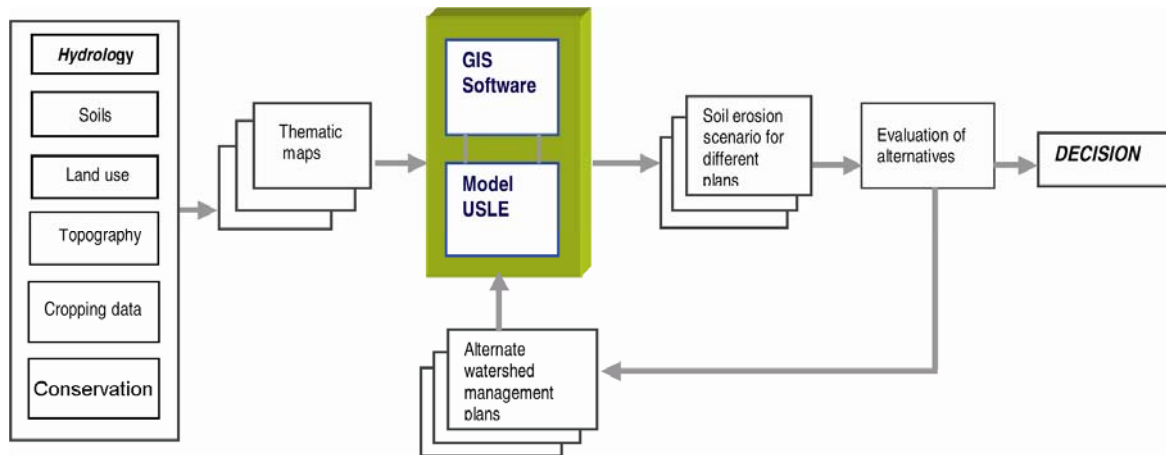 Hydrology
Soils
Land use
Topography
Cropping data
Conservation
Thematic
maps
GIS
Software
Model
USLE
Soil erosion
scenario for
different
plans
Evaluation of
alternatives
DECISION
Alternate
watershed
management
plans